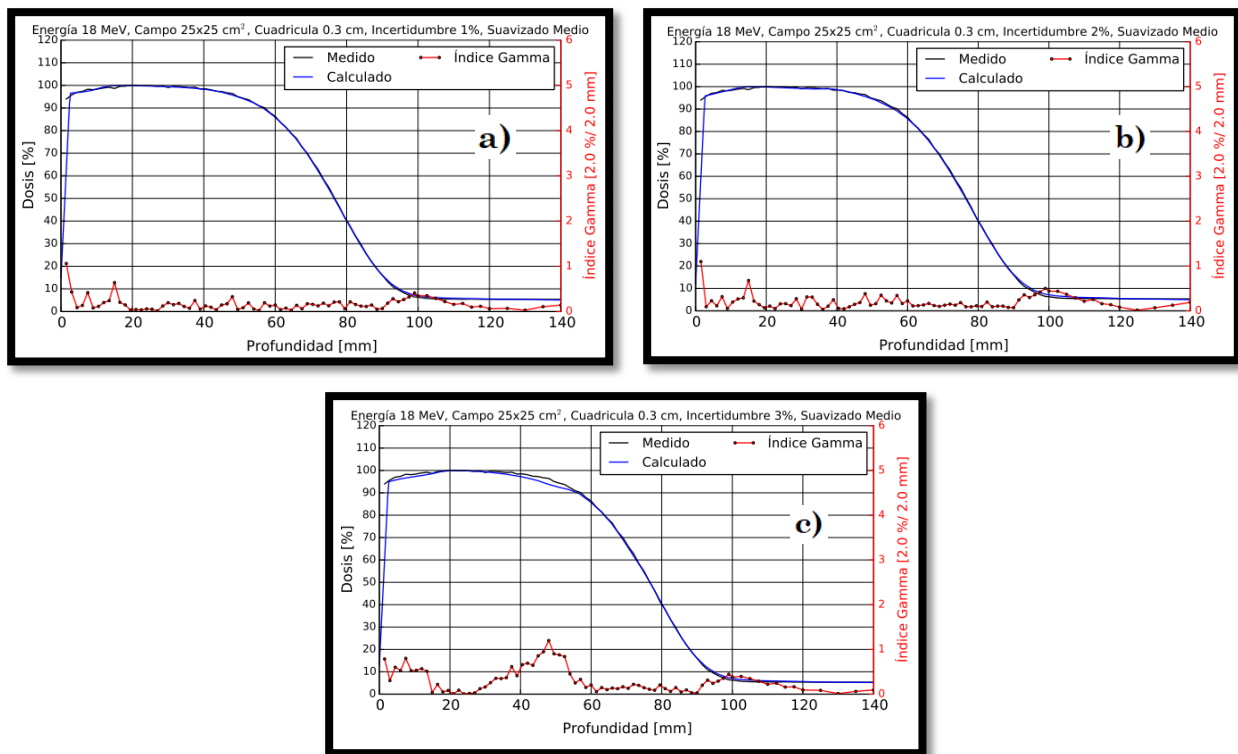 Energía 18 MeV, Campo 25x25 cm², Cuadricula 0.3 cm, Incertidumbre 1%, Suavizado Medio
Medido
Calculado
Índice Gamma
a)
Dosis [%]
120
110
100
90
80
70
60
50
40
30
20
10
0
0 20 40 60 80 100 120 140
Profundidad [mm]
6
5
4
3
2
1
0
Índice Gamma [2.0 %/ 2.0 mm]
Energía 18 MeV, Campo 25x25 cm², Cuadricula 0.3 cm, Incertidumbre 2%, Suavizado Medio
Medido
Calculado
Índice Gamma
b)
Dosis [%]
120
110
100
90
80
70
60
50
40
30
20
10
0
0 20 40 60 80 100 120 140
Profundidad [mm]
6
5
4
3
2
1
0
Índice Gamma [2.0 %/ 2.0 mm]
Energía 18 MeV, Campo 25x25 cm², Cuadricula 0.3 cm, Incertidumbre 3%, Suavizado Medio
Medido
Calculado
Índice Gamma
c)
Dosis [%]
120
110
100
90
80
70
60
50
40
30
20
10
0
0 20 40 60 80 100 120 140
Profundidad [mm]
6
5
4
3
2
1
0
Índice Gamma [2.0 %/ 2.0 mm]